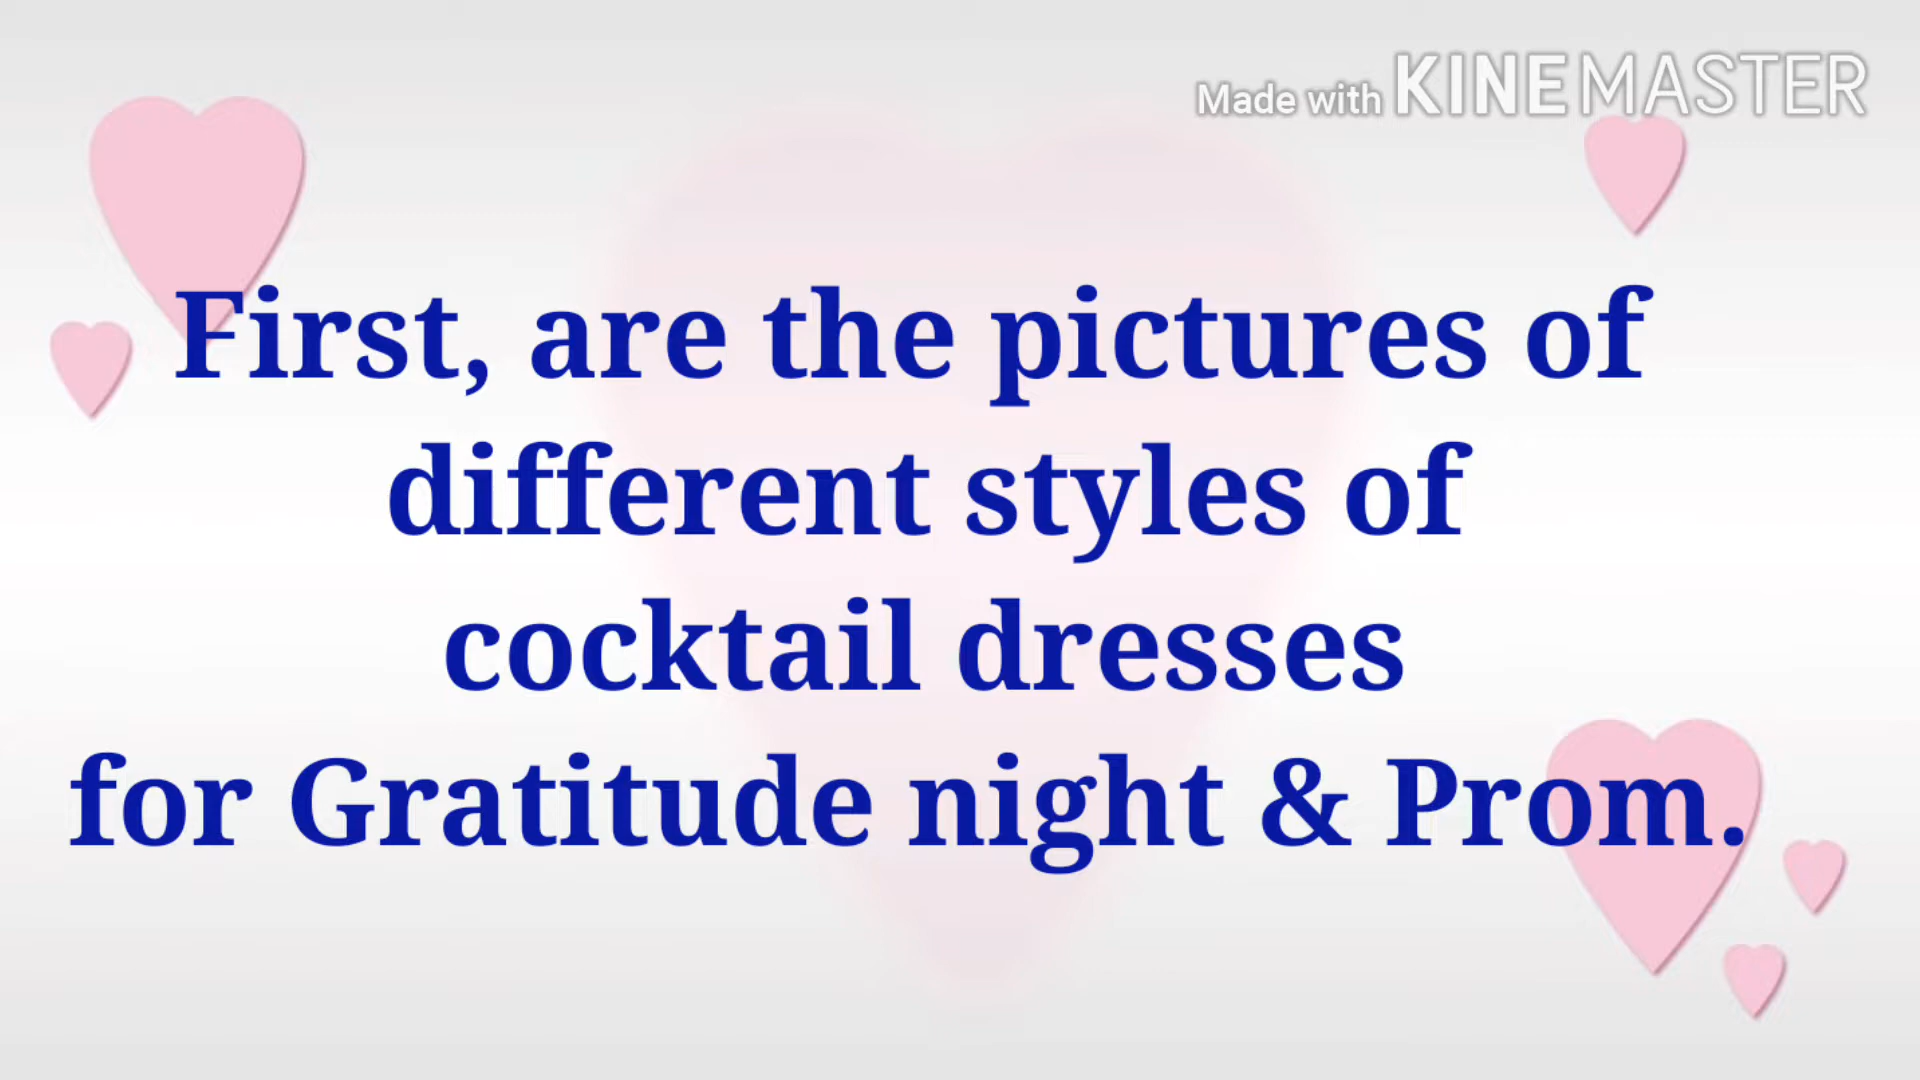 Made with KINEMASTER
First, are the pictures of
different styles of
cocktail dresses
for Gratitude night & Prom.